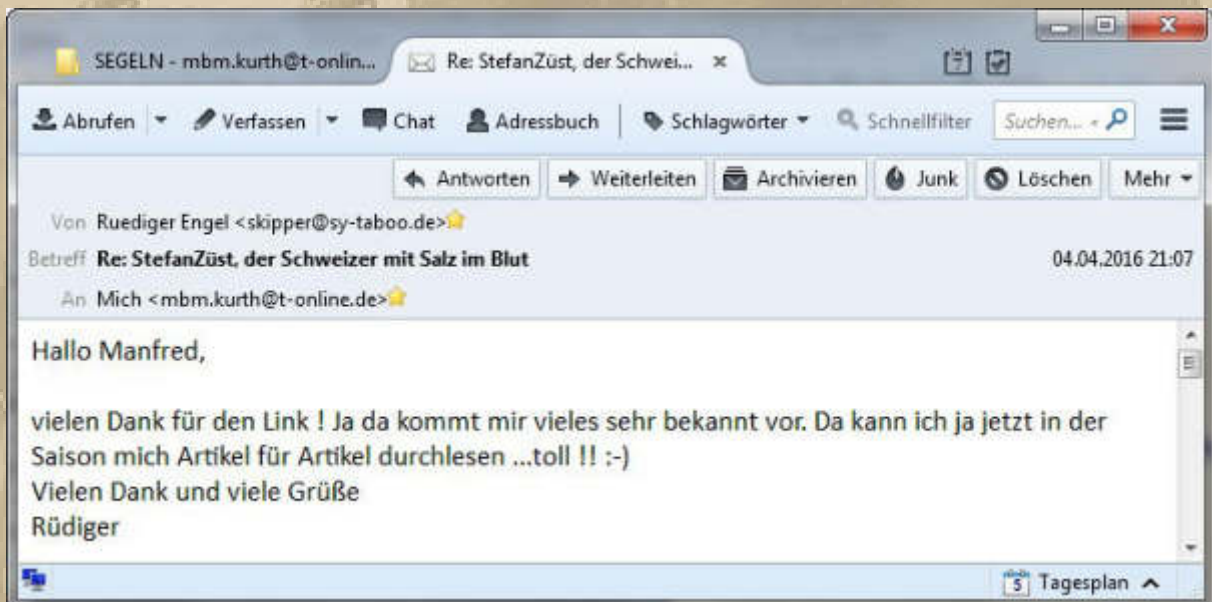 SEGELN - mbm.kurth@t-onlin... Re: StefanZüst, der Schwei...
Abrufen Verfassen Chat Adressbuch Schlagwörter Schnellfilter Suchen...
Antworten Weiterleiten Archivieren Junk Löschen Mehr
Von Ruediger Engel <skipper@sy-taboo.de>
Betreff Re: StefanZüst, der Schweizer mit Salz im Blut 04.04.2016 21:07
An Mich <mbm.kurth@t-online.de>
Hallo Manfred,
vielen Dank für den Link ! Ja da kommt mir vieles sehr bekannt vor. Da kann ich ja jetzt in der
Saison mich Artikel für Artikel durchlesen ...toll !! :-)
Vielen Dank und viele Grüße
Rüdiger
5 Tagesplan